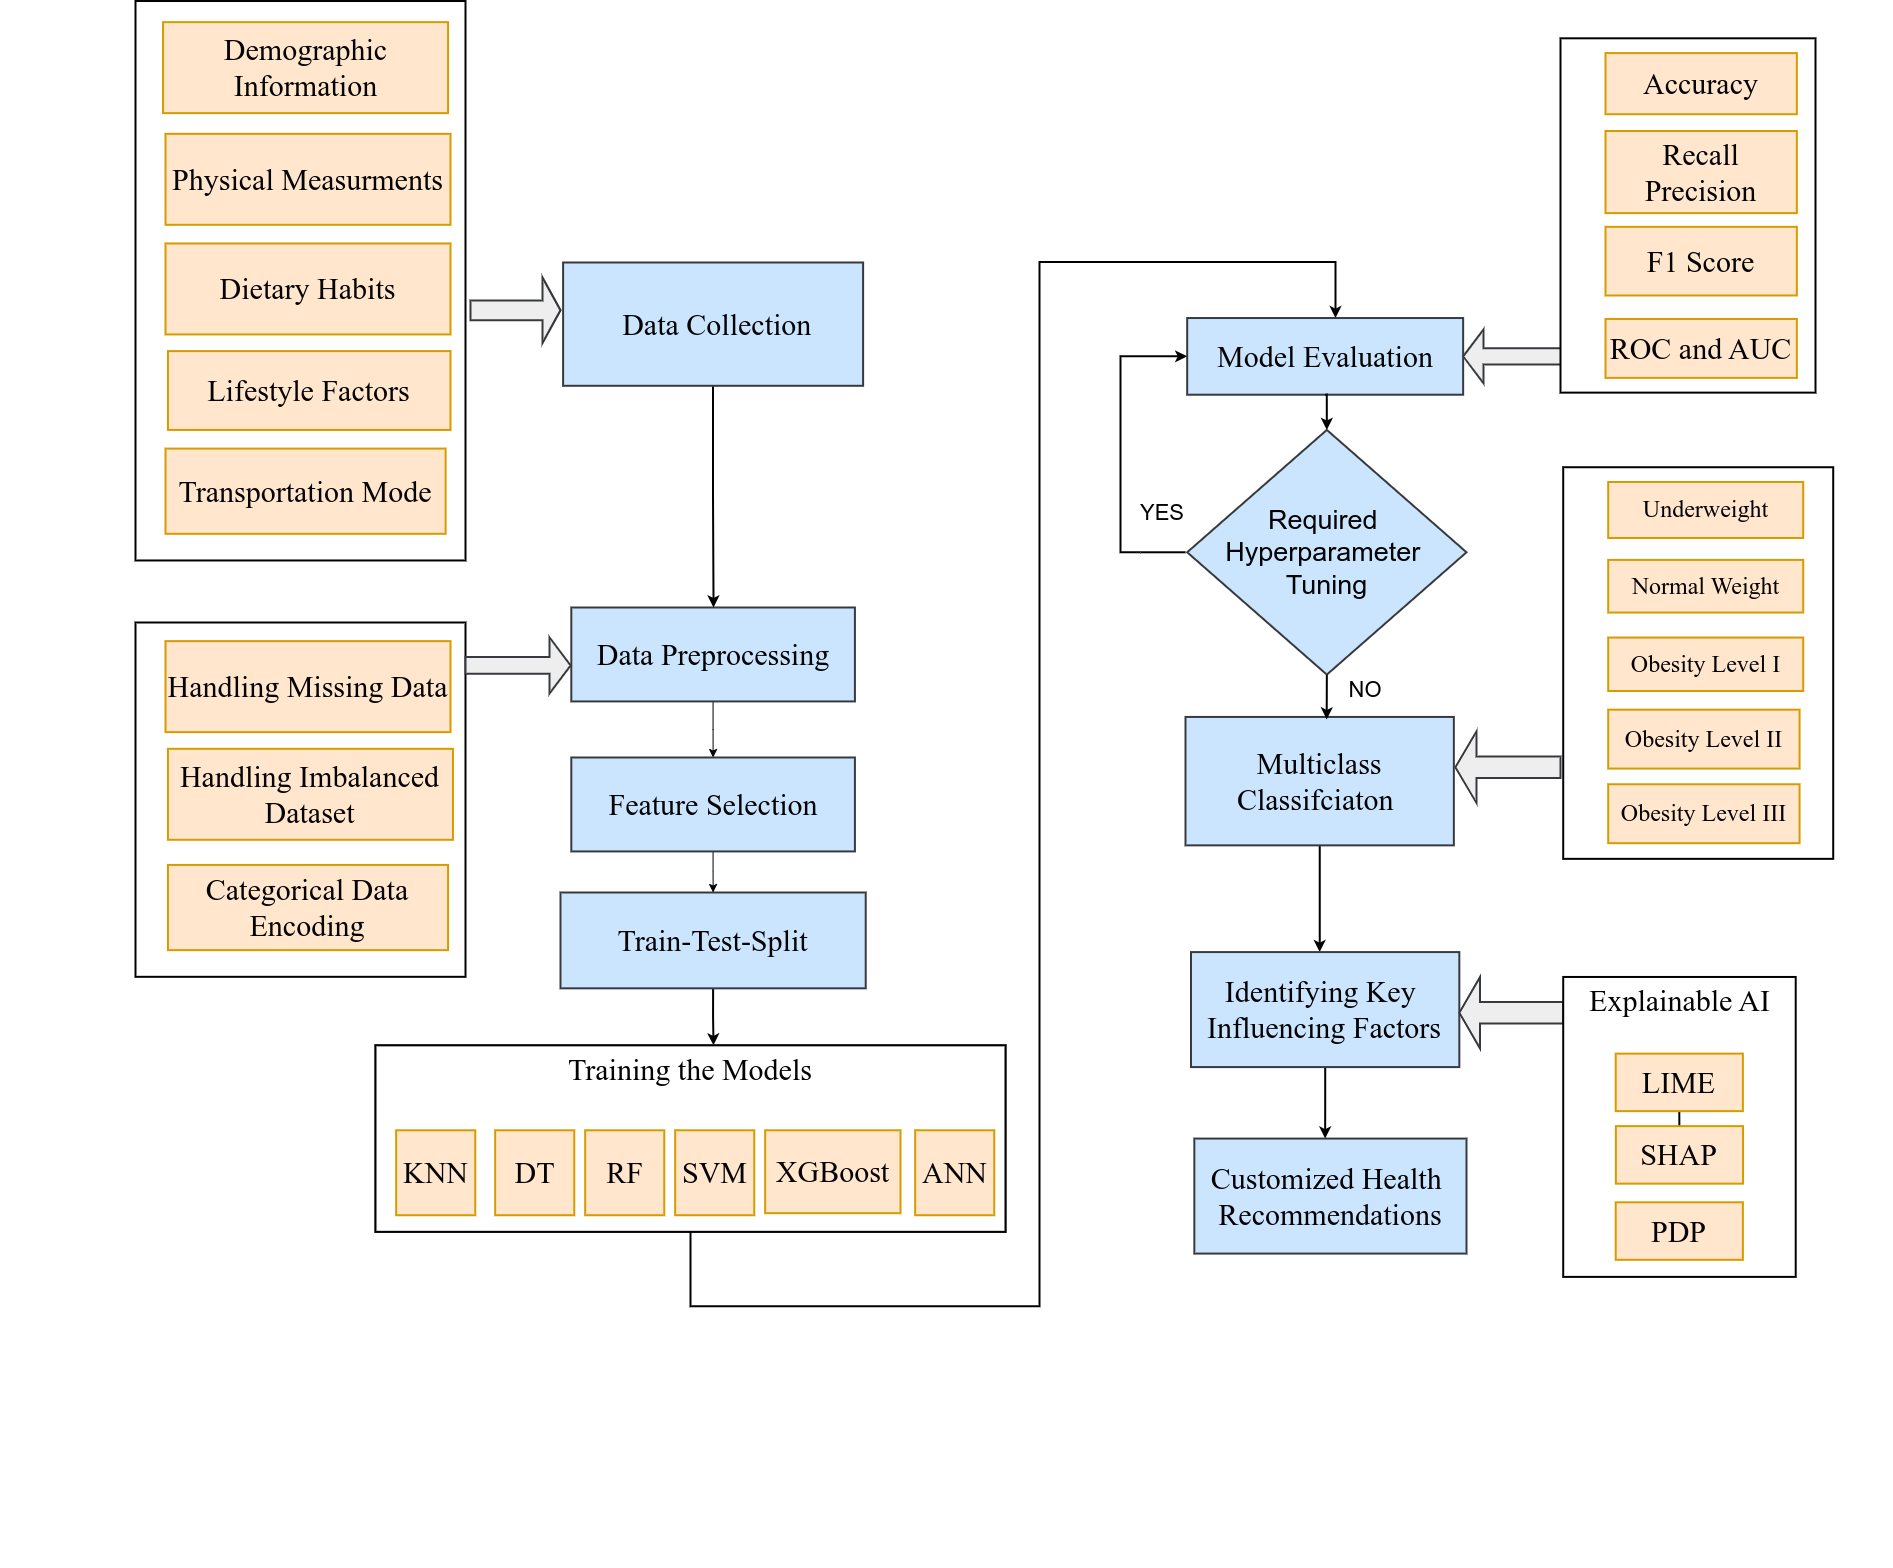 Demographic
Information
Physical Measurments
Dietary Habits
Lifestyle Factors
Transportation Mode
Data Collection
Handling Missing Data
Handling Imbalanced
Dataset
Categorical Data
Encoding
Data Preprocessing
Feature Selection
Train-Test-Split
Training the Models
KNN
DT
RF
SVM
XGBoost
ANN
Accuracy
Recall
Precision
F1 Score
ROC and AUC
Model Evaluation
YES
Required
Hyperparameter
Tuning
NO
Underweight
Normal Weight
Obesity Level I
Obesity Level II
Obesity Level III
Multiclass
Classifciaton
Identifying Key
Influencing Factors
Explainable AI
LIME
SHAP
PDP
Customized Health
Recommendations